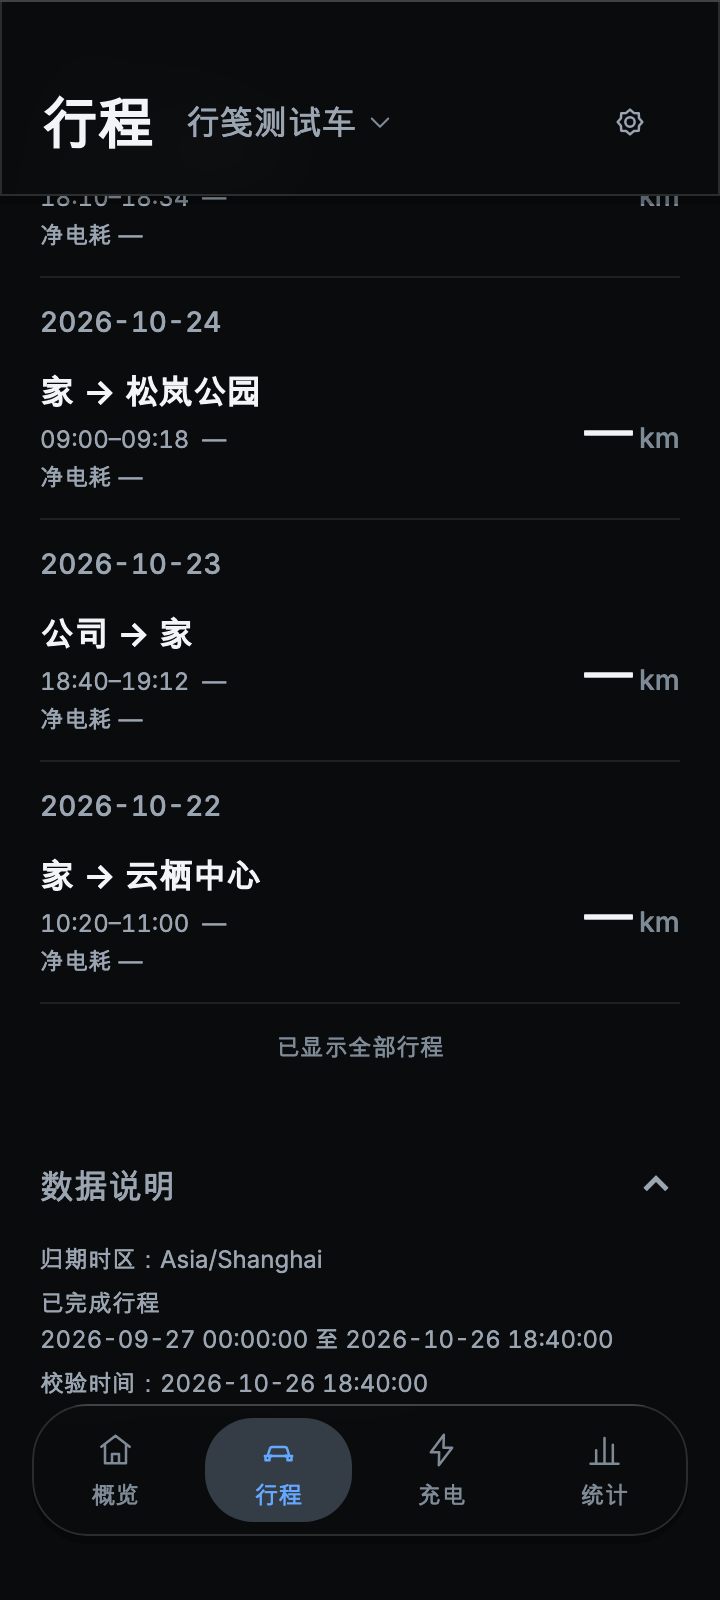 行程 行笺测试车
18:10–18:34 — km
净电耗 —
2026-10-24
家 → 松岚公园
09:00–09:18 — — km
净电耗 —
2026-10-23
公司 → 家
18:40–19:12 — — km
净电耗 —
2026-10-22
家 → 云栖中心
10:20–11:00 — — km
净电耗 —
已显示全部行程
数据说明
归期时区：Asia/Shanghai
已完成行程
2026-09-27 00:00:00 至 2026-10-26 18:40:00
校验时间：2026-10-26 18:40:00
概览 行程 充电 统计